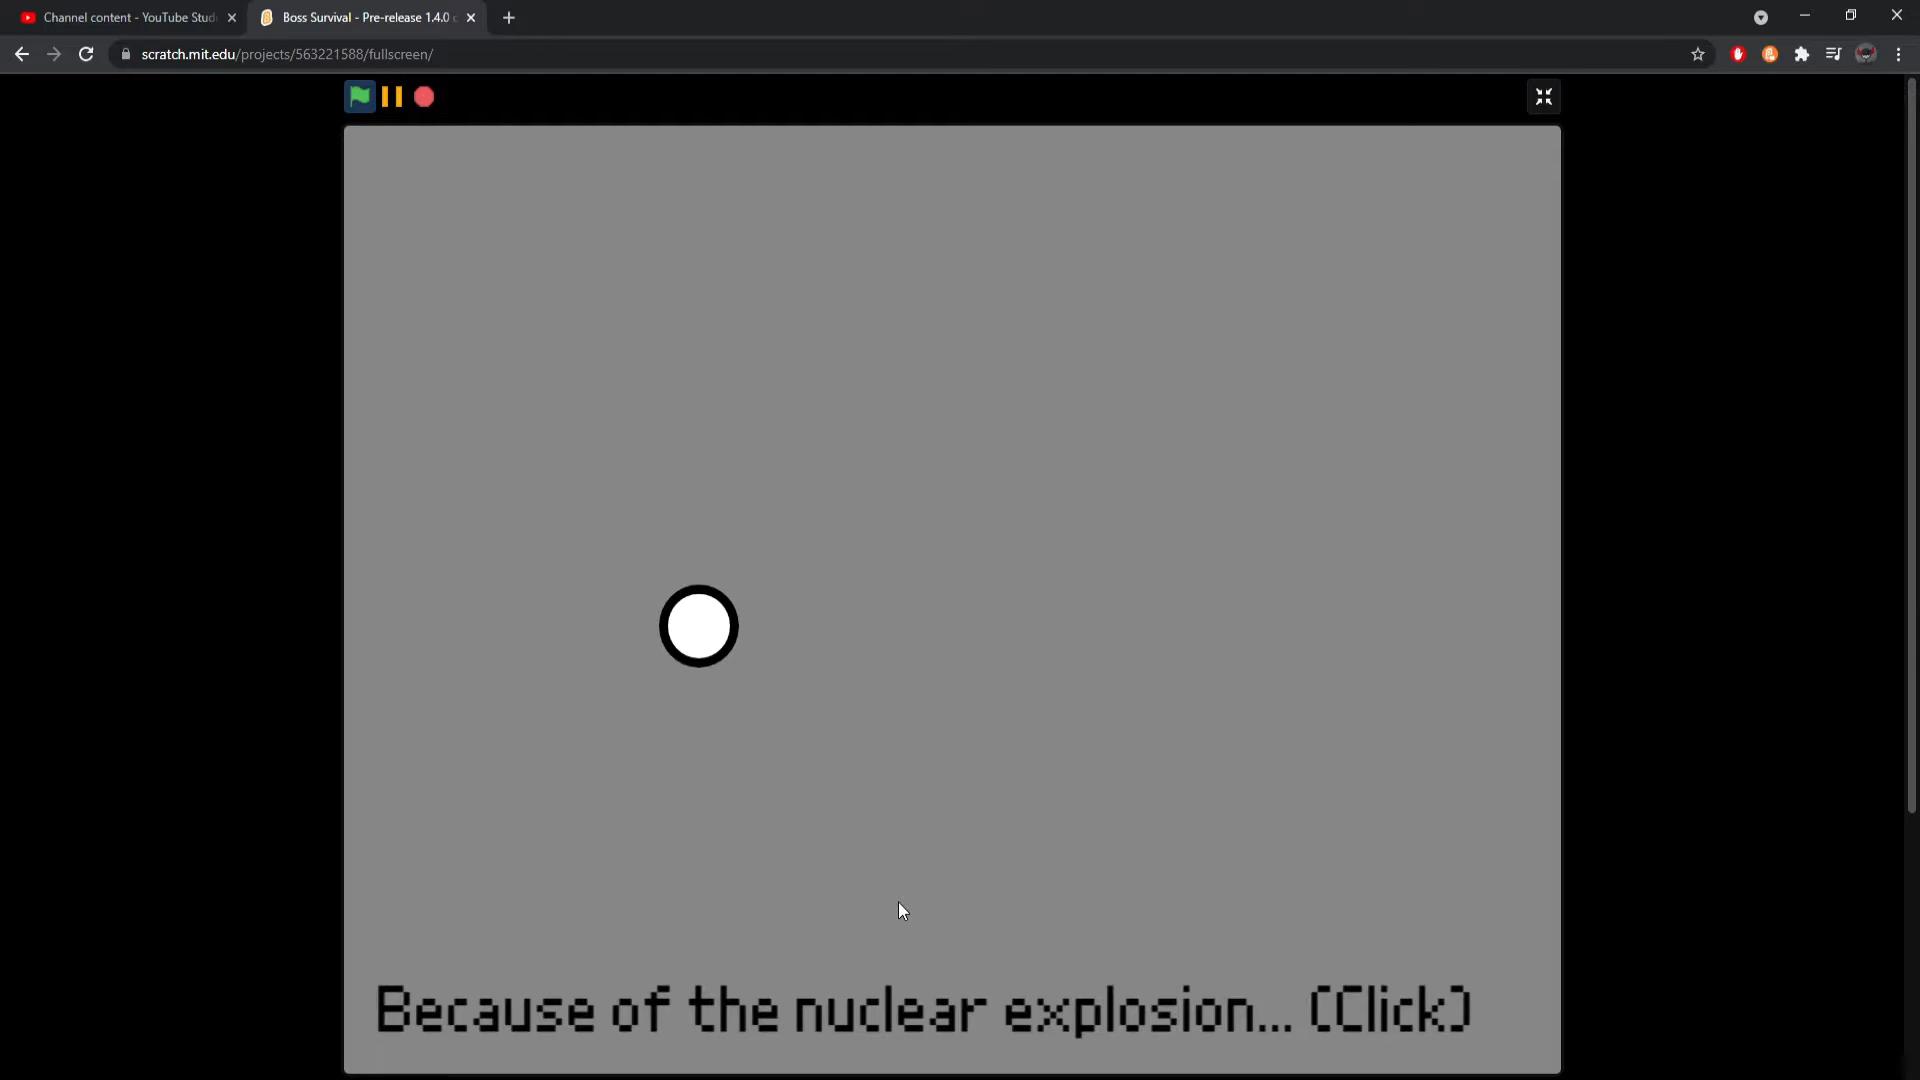 Channel content - YouTube Stud
Boss Survival - Pre-release 1.4.0
scratch.mit.edu/projects/563221588/fullscreen/
Because of the nuclear explosion... (Click)